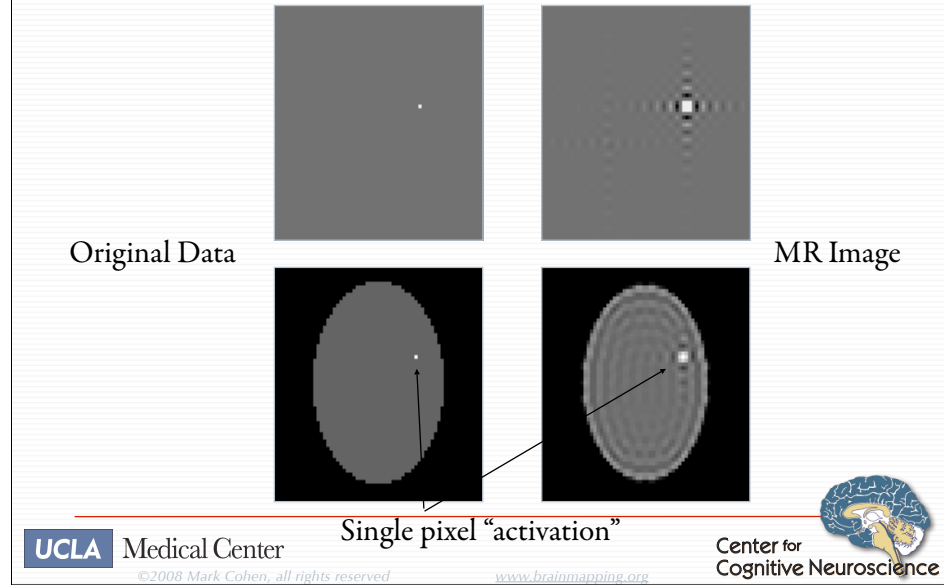 Original Data
MR Image
Single pixel “activation”
UCLA Medical Center
Center for
Cognitive Neuroscience
©2008 Mark Cohen, all rights reserved
www.brainmapping.org